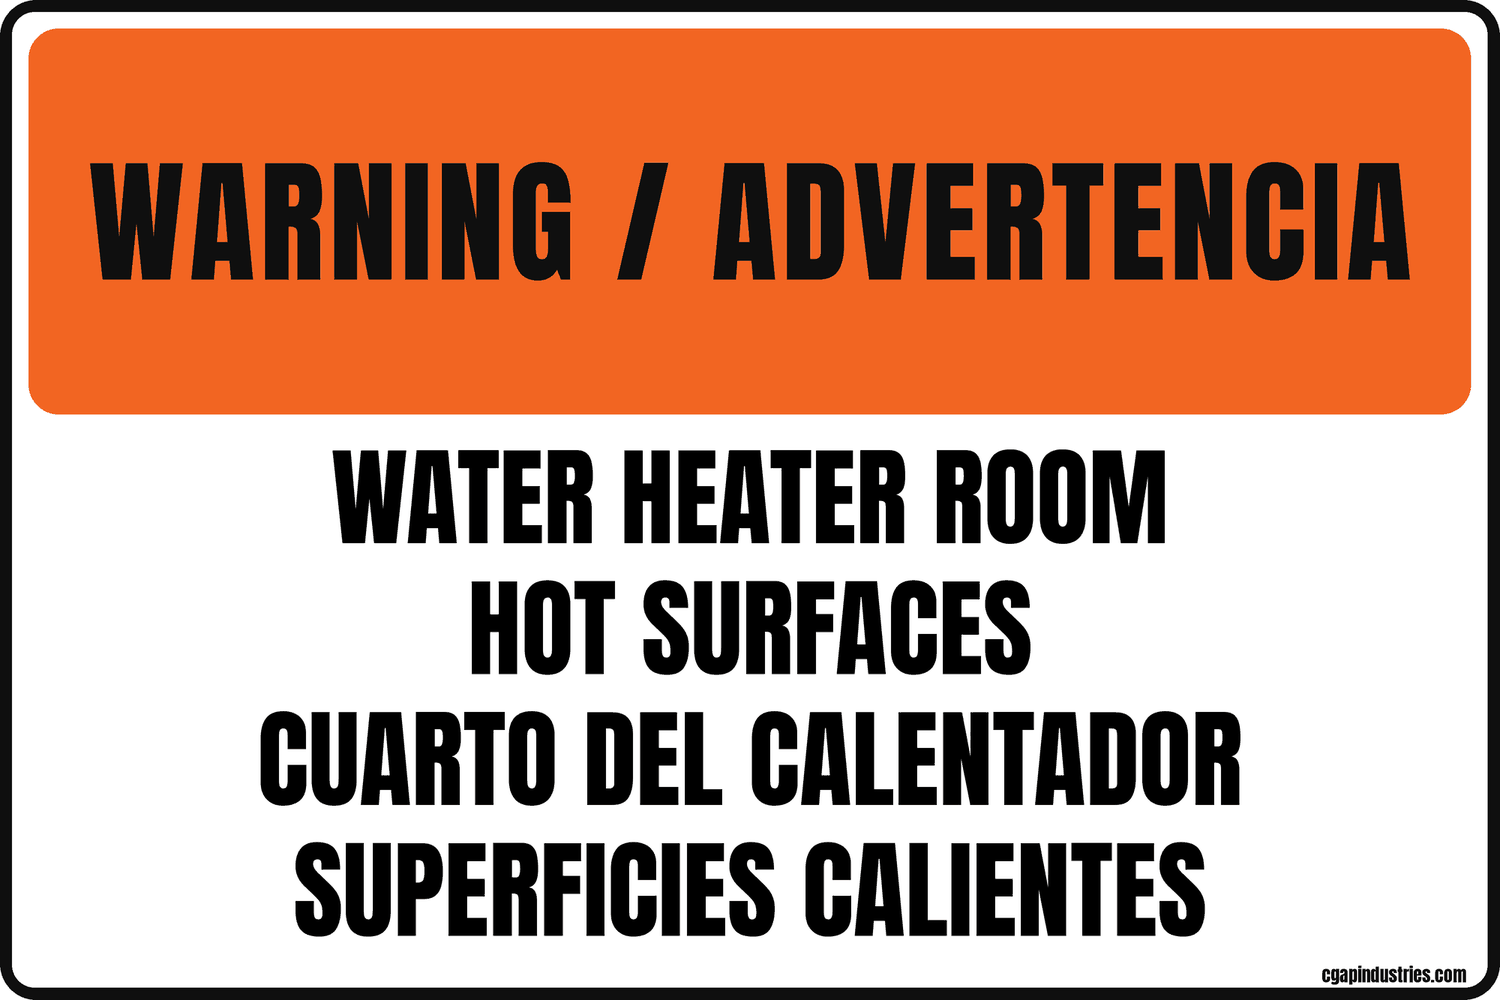 WARNING / ADVERTENCIA
WATER HEATER ROOM
HOT SURFACES
CUARTO DEL CALENTADOR
SUPERFICIES CALIENTES
cgapindustries.com